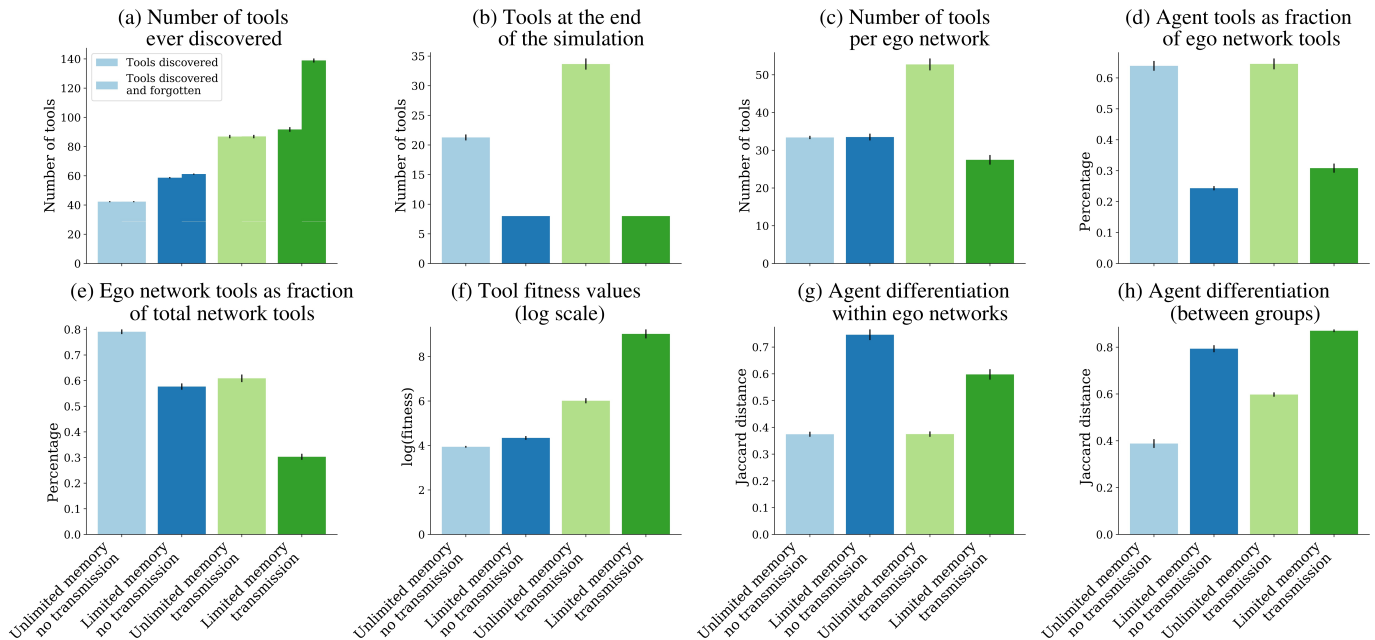 (a) Number of tools
ever discovered
Number of tools
140
120
100
80
60
40
20
0
Tools discovered
Tools discovered
and forgotten
(b) Tools at the end
of the simulation
Number of tools
35
30
25
20
15
10
5
0
(c) Number of tools
per ego network
Number of tools
50
40
30
20
10
0
(d) Agent tools as fraction
of ego network tools
Percentage
0.6
0.5
0.4
0.3
0.2
0.1
0.0
(e) Ego network tools as fraction
of total network tools
Percentage
0.8
0.7
0.6
0.5
0.4
0.3
0.2
0.1
0.0
Unlimited memory
no transmission
Limited memory
no transmission
Unlimited memory
transmission
Limited memory
transmission
(f) Tool fitness values
(log scale)
log(fitness)
8
6
4
2
0
Unlimited memory
no transmission
Limited memory
no transmission
Unlimited memory
transmission
Limited memory
transmission
(g) Agent differentiation
within ego networks
Jaccard distance
0.7
0.6
0.5
0.4
0.3
0.2
0.1
0.0
Unlimited memory
no transmission
Limited memory
no transmission
Unlimited memory
transmission
Limited memory
transmission
(h) Agent differentiation
(between groups)
Jaccard distance
0.8
0.6
0.4
0.2
0.0
Unlimited memory
no transmission
Limited memory
no transmission
Unlimited memory
transmission
Limited memory
transmission